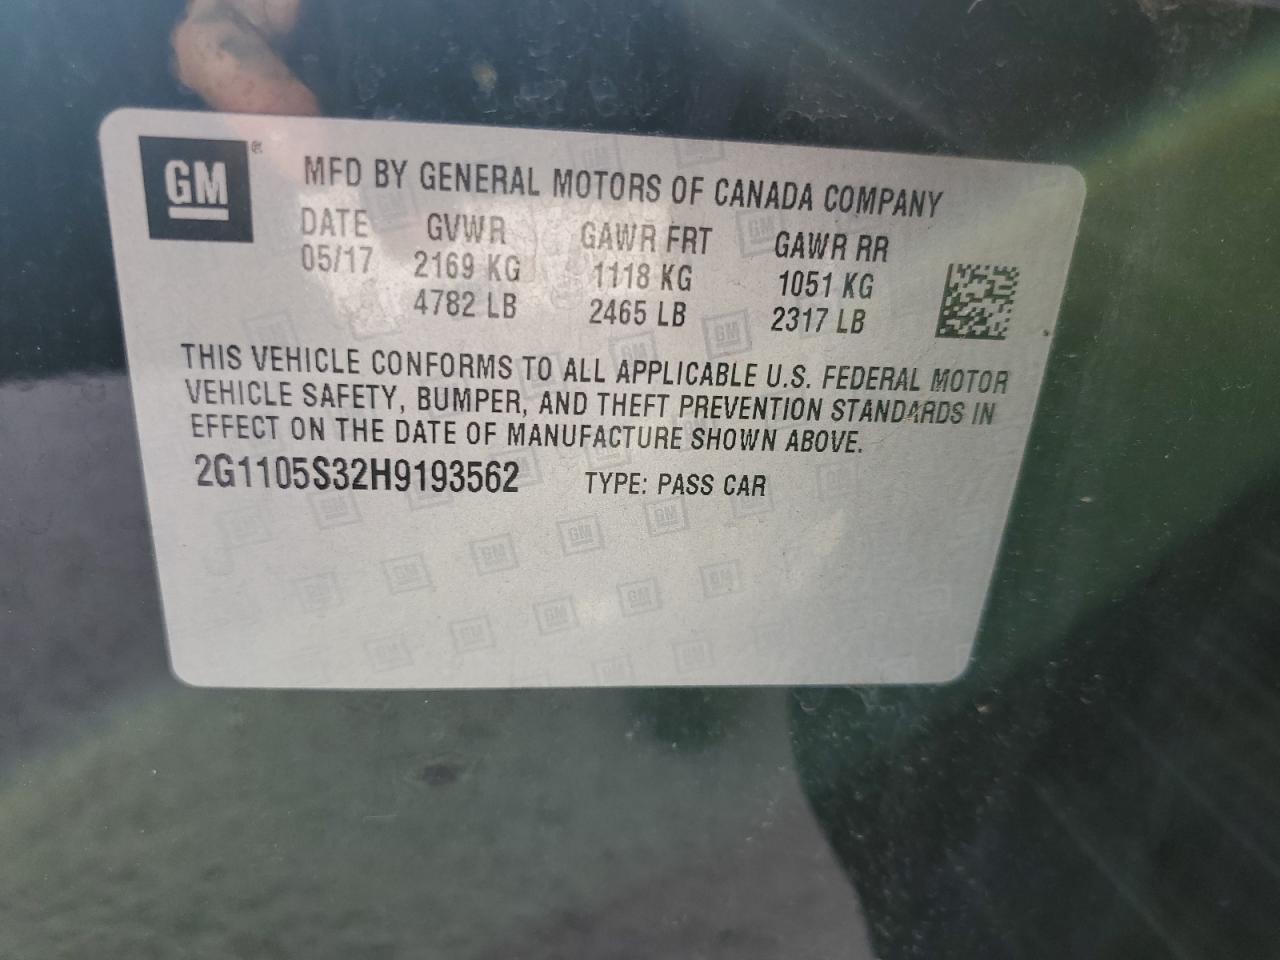 GM®
MFD BY GENERAL MOTORS OF CANADA COMPANY
DATE GVWR GAWR FRT GAWR RR
05/17 2169 KG 1118 KG 1051 KG
4782 LB 2465 LB 2317 LB
THIS VEHICLE CONFORMS TO ALL APPLICABLE U.S. FEDERAL MOTOR
VEHICLE SAFETY, BUMPER, AND THEFT PREVENTION STANDARDS IN
EFFECT ON THE DATE OF MANUFACTURE SHOWN ABOVE.
2G1105S32H9193562 TYPE: PASS CAR